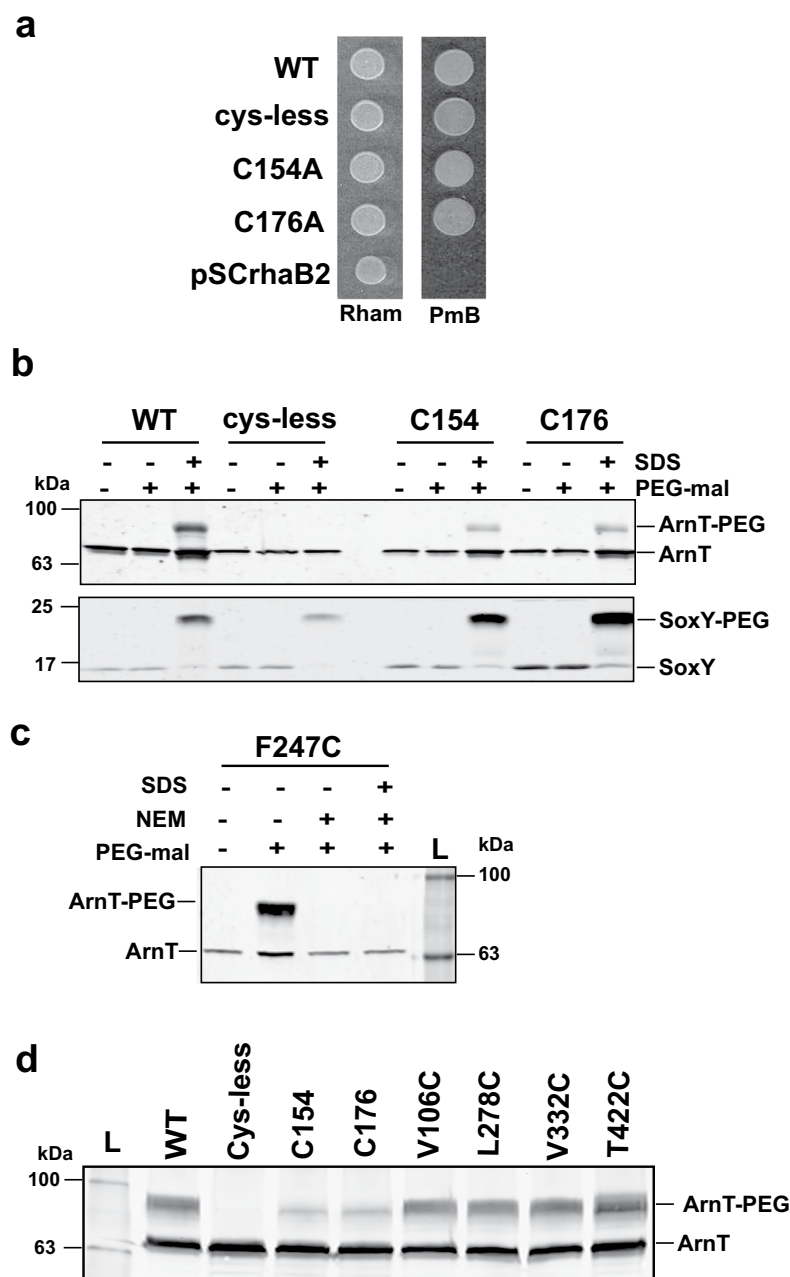 a
WT
cys-less
C154A
C176A
pSCrhaB2
Rham PmB
b
WT cys-less C154 C176
- - + - - + - - + - - + SDS
kDa - + + - + + - + + - + + PEG-mal
100
ArnT-PEG
ArnT
63
25
SoxY-PEG
17
SoxY
c
F247C
SDS - - - +
NEM - - + +
PEG-mal - + + + L kDa
100
ArnT-PEG
ArnT
63
d
L WT Cys-less C154 C176 V106C L278C V332C T422C
kDa
100
ArnT-PEG
63
ArnT